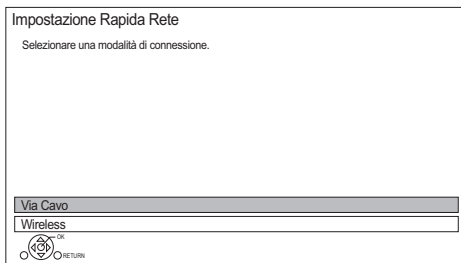 Impostazione Rapida Rete
Selezionare una modalità di connessione.
Via Cavo
Wireless
OK
RETURN